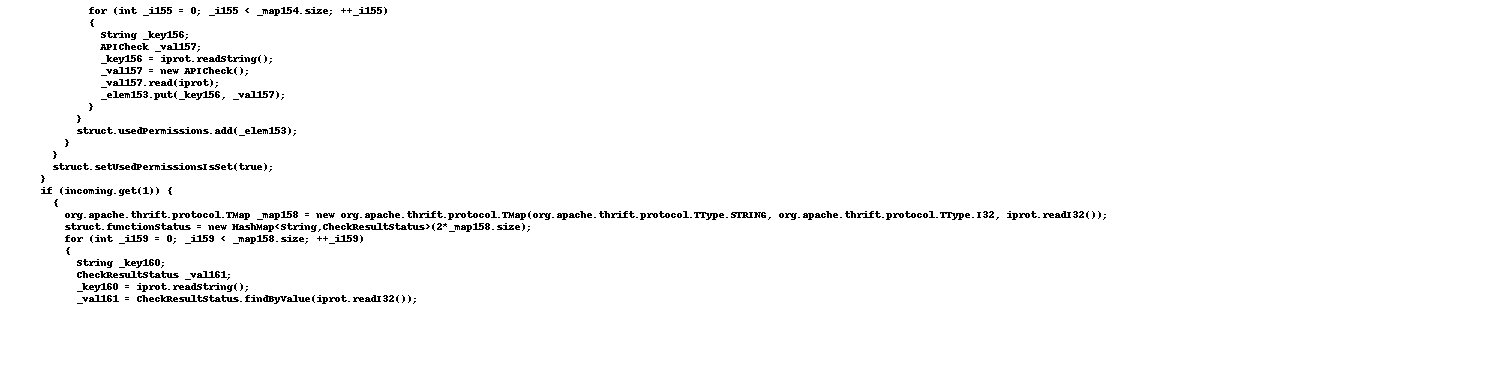 for (int _i155 = 0; _i155 < _map154.size; ++_i155)
{
String _key156;
APICheck _val157;
_key156 = iprot.readString();
_val157 = new APICheck();
_val157.read(iprot);
_elem153.put(_key156, _val157);
}
}
struct.usedPermissions.add(_elem153);
}
}
struct.setUsedPermissionsIsSet(true);
}
if (incoming.get(1)) {
{
org.apache.thrift.protocol.TMap _map158 = new org.apache.thrift.protocol.TMap(org.apache.thrift.protocol.TType.STRING, org.apache.thrift.protocol.TType.I32, iprot.readI32());
struct.functionStatus = new HashMap<String,CheckResultStatus>(2*_map158.size);
for (int _i159 = 0; _i159 < _map158.size; ++_i159)
{
String _key160;
CheckResultStatus _val161;
_key160 = iprot.readString();
_val161 = CheckResultStatus.findByValue(iprot.readI32());